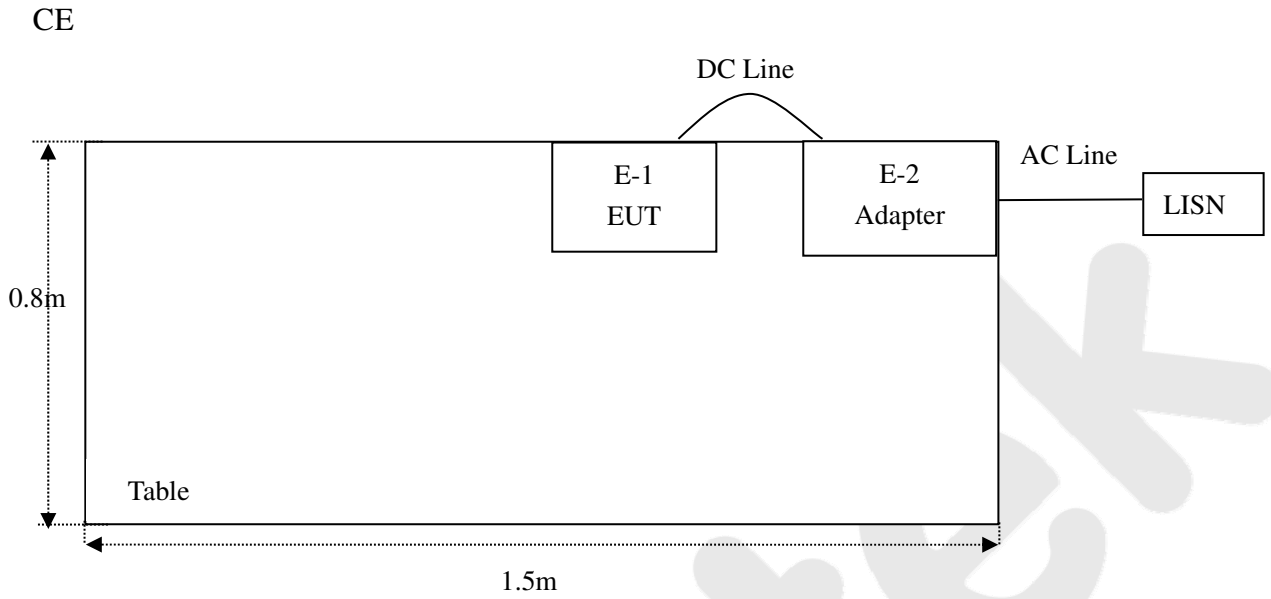 CE
DC Line
AC Line
E-1
EUT
E-2
Adapter
LISN
0.8m
Table
1.5m